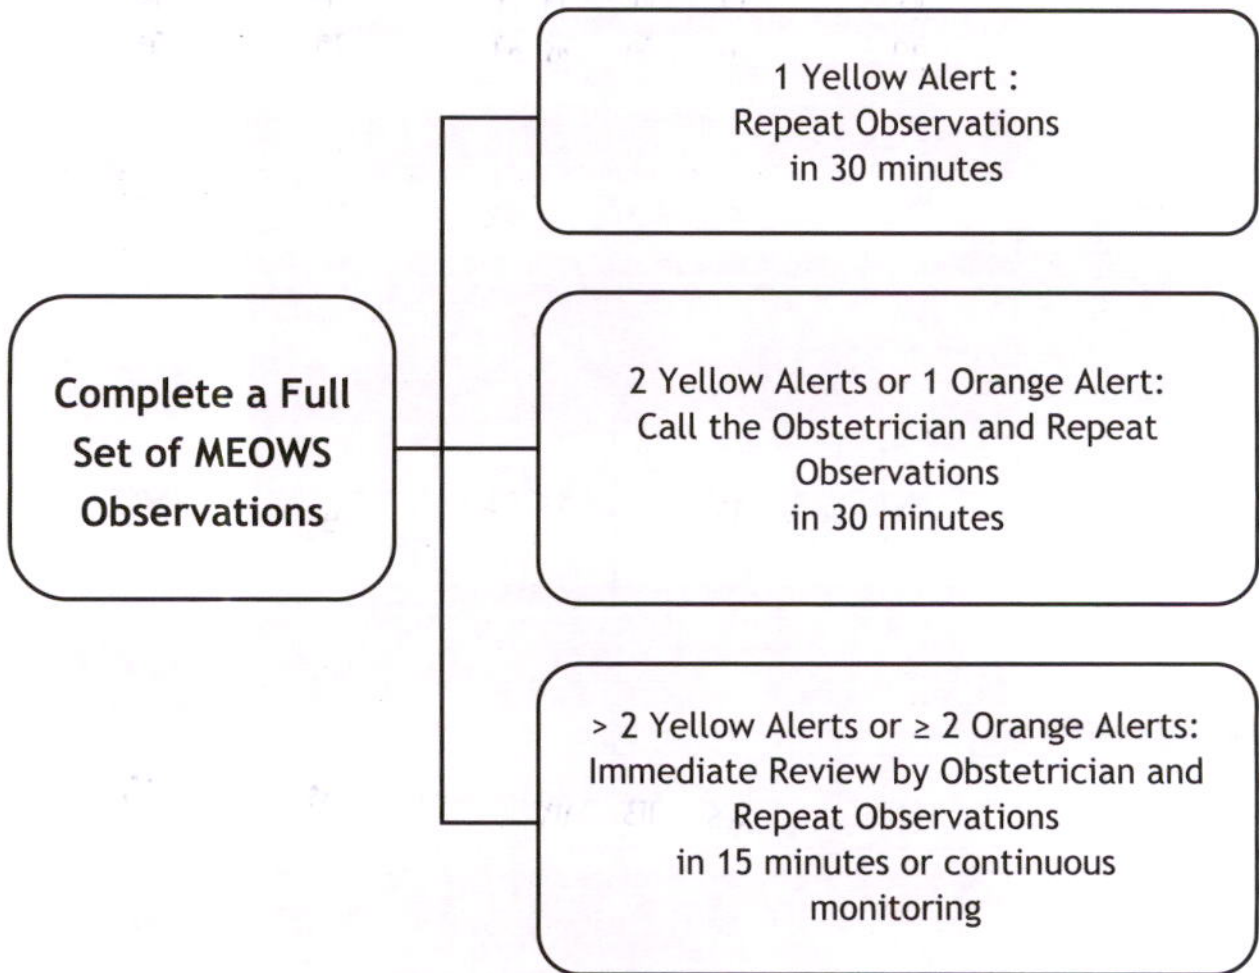 Complete a Full
Set of MEOWS
Observations
1 Yellow Alert :
Repeat Observations
in 30 minutes
2 Yellow Alerts or 1 Orange Alert:
Call the Obstetrician and Repeat
Observations
in 30 minutes
> 2 Yellow Alerts or ≥ 2 Orange Alerts:
Immediate Review by Obstetrician and
Repeat Observations
in 15 minutes or continuous
monitoring